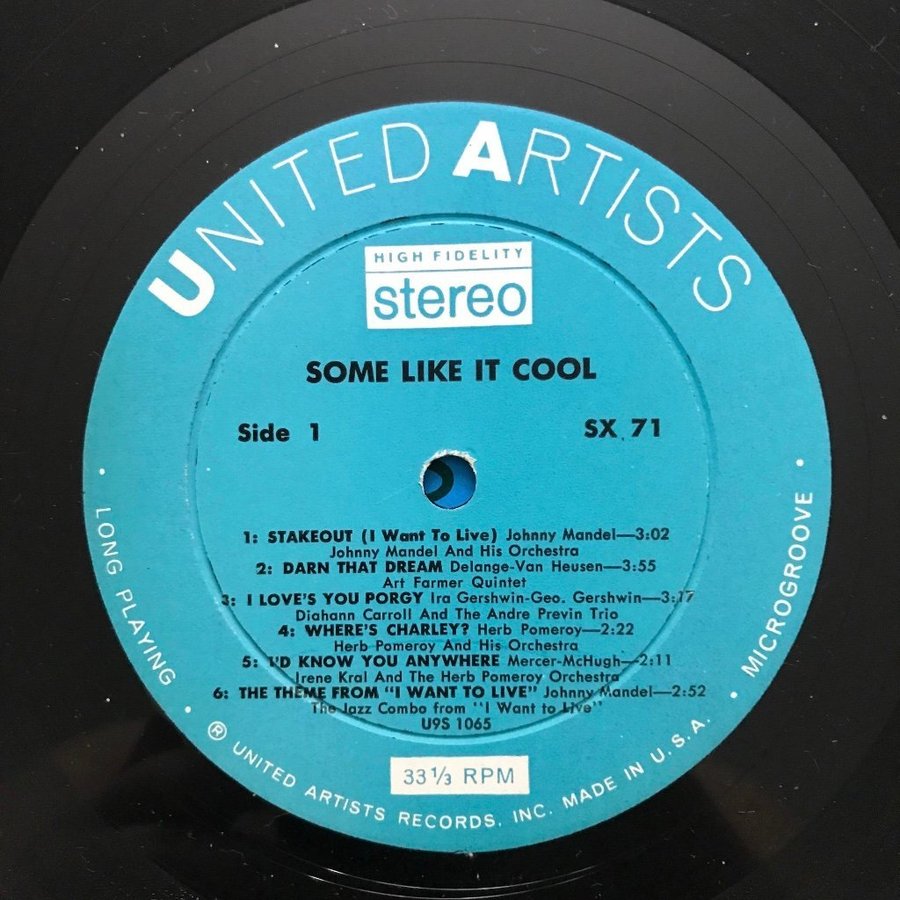 UNITED ARTISTS
HIGH FIDELITY
stereo
SOME LIKE IT COOL
Side 1
SX 71
1: STAKEOUT (I Want To Live) Johnny Mandel—3:02
Johnny Mandel And His Orchestra
2: DARN THAT DREAM Delange-Van Heusen—3:55
Art Farmer Quintet
3: I LOVE'S YOU PORGY Ira Gershwin-Geo. Gershwin—3:17
Diahann Carroll And The Andre Previn Trio
4: WHERE'S CHARLEY? Herb Pomeroy—2:22
Herb Pomeroy And His Orchestra
5: I'D KNOW YOU ANYWHERE Mercer-McHugh—2:11
Irene Kral And The Herb Pomeroy Orchestra
6: THE THEME FROM "I WANT TO LIVE" Johnny Mandel—2:52
The Jazz Combo from "I Want to Live"
U9S 1065
33 1/3 RPM
• LONG PLAYING •
Ⓡ UNITED ARTISTS RECORDS, INC. MADE IN U.S.A.
• MICROGROOVE •